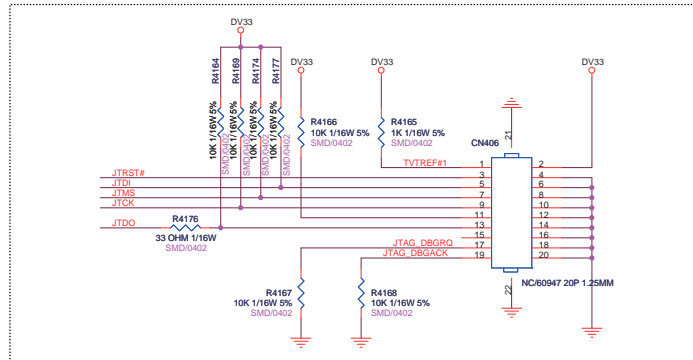 DV33
R4164
R4169
R4174
R4177
10K 1/16W 5%
SMD/0402
10K 1/16W 5%
SMD/0402
10K 1/16W 5%
SMD/0402
10K 1/16W 5%
SMD/0402
DV33
R4166
10K 1/16W 5%
SMD/0402
DV33
R4165
1K 1/16W 5%
SMD/0402
DV33
CN406
21
TVTREF#1
1 2
JTRST# 3 4
JTDI 5 6
JTMS 7 8
JTCK 9 10
11 12
JTDO 13 14
R4176
33 OHM 1/16W
SMD/0402
15 16
JTAG_DBGRQ 17 18
JTAG_DBGACK 19 20
22
NC/60947 20P 1.25MM
R4167
10K 1/16W 5%
SMD/0402
R4168
10K 1/16W 5%
SMD/0402